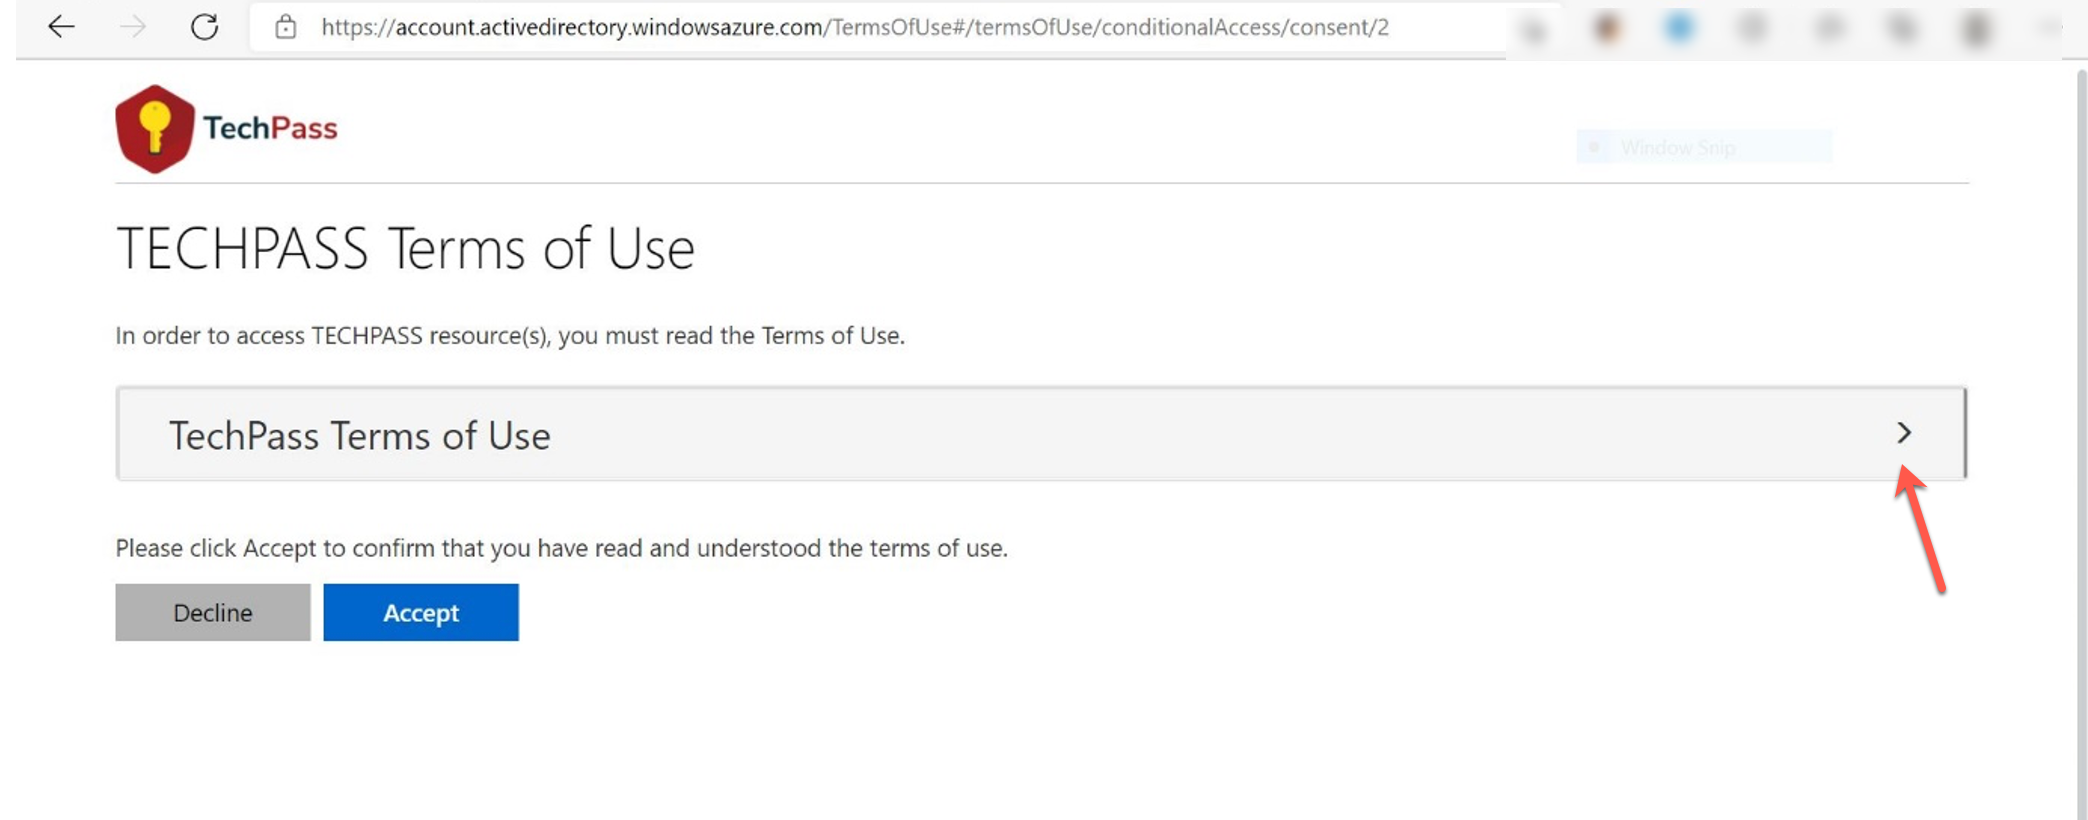 https://account.activedirectory.windowsazure.com/TermsOfUse#/termsOfUse/conditionalAccess/consent/2
TechPass
Window Snip
TECHPASS Terms of Use
In order to access TECHPASS resource(s), you must read the Terms of Use.
TechPass Terms of Use
Please click Accept to confirm that you have read and understood the terms of use.
Decline Accept